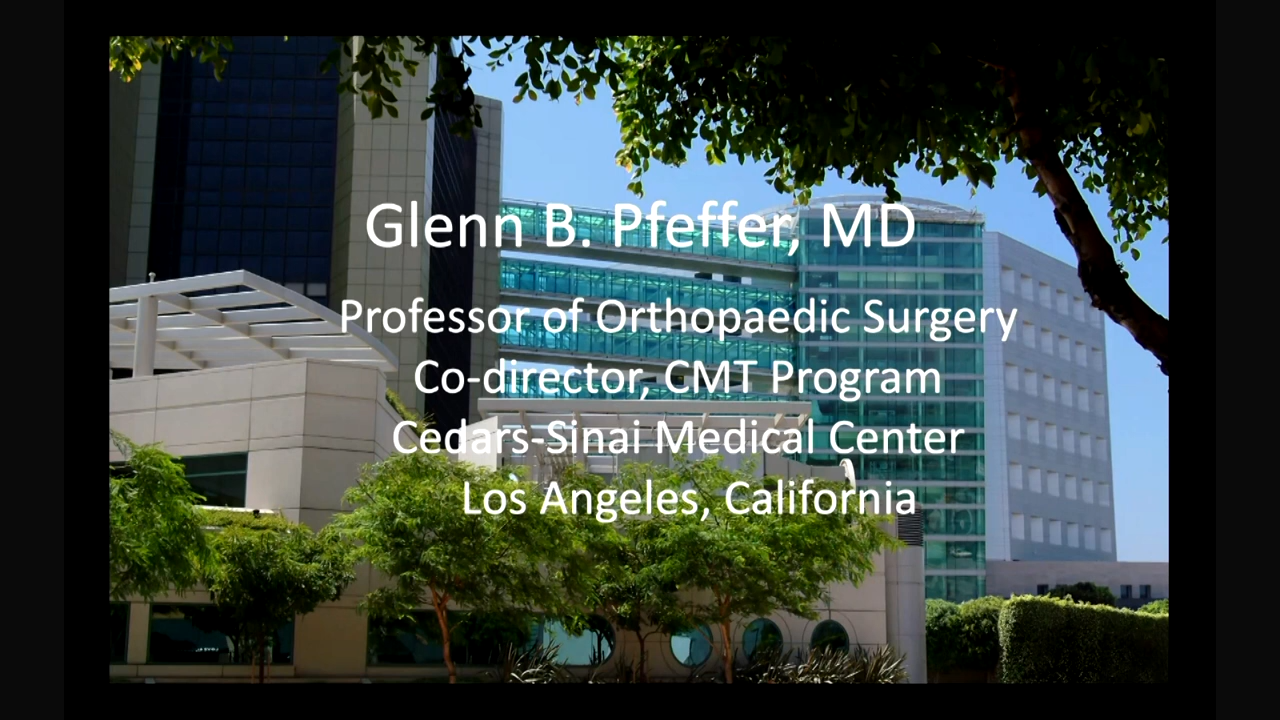 Glenn B. Pfeffer, MD
Professor of Orthopaedic Surgery
Co-director, CMT Program
Cedars-Sinai Medical Center
Los Angeles, California